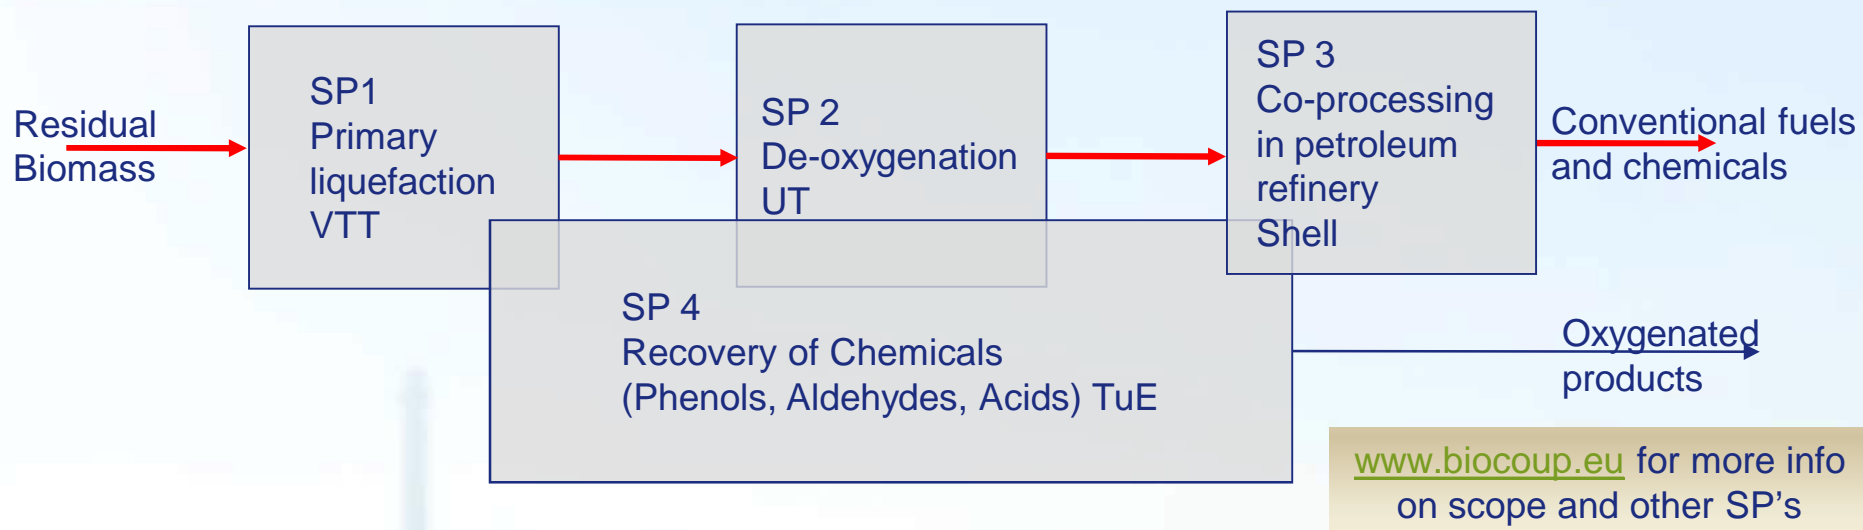 Residual
Biomass
SP1
Primary
liquefaction
VTT
SP 2
De-oxygenation
UT
SP 3
Co-processing
in petroleum
refinery
Shell
Conventional fuels
and chemicals
SP 4
Recovery of Chemicals
(Phenols, Aldehydes, Acids) TuE
Oxygenated
products
www.biocoup.eu for more info
on scope and other SP's